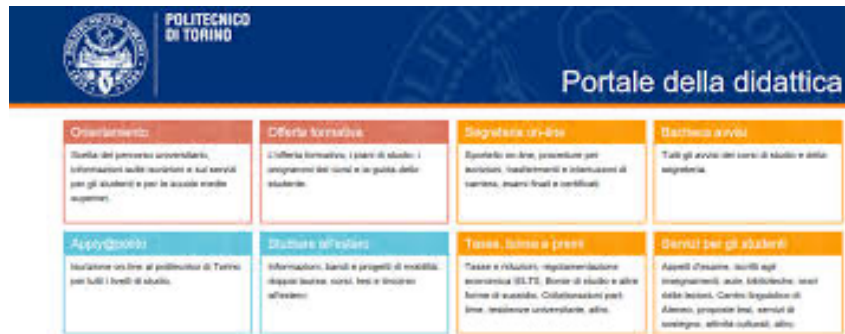 POLITECNICO
DI TORINO
Portale della didattica
Orientamento
Scelta del percorso universitario,
informazioni sulle iscrizioni e sui servizi
per gli studenti e per le scuole medie
superiori.
Offerta formativa
L'offerta formativa, i piani di studio, i
programmi dei corsi e la guida dello
studente.
Segreteria on-line
Sportello on-line, procedure per
iscrizioni, trasferimenti e interruzioni di
carriera, esami finali e certificati
Bacheca avvisi
Tutti gli avvisi dei corsi di studio e della
segreteria.
Apply@polito
Iscrizione on-line al politecnico di Torino
per tutti i livelli di studio.
Studiare all'estero
Informazioni, bandi e progetti di mobilità:
doppie lauree, corsi, tesi e tirocini
all'estero.
Tasse, borse e premi
Tasse e riduzioni, regolamentazione
economica, Borse di studio e altre
forme di sussidio, Collaborazioni part-
time, residenze universitarie, altro.
Servizi per gli studenti
Appelli d'esame, iscritti agli
insegnamenti, aule, biblioteche, orari
delle lezioni, Centro linguistico di
Ateneo, proposte tesi, servizi di
sostegno, attività culturali, altro.